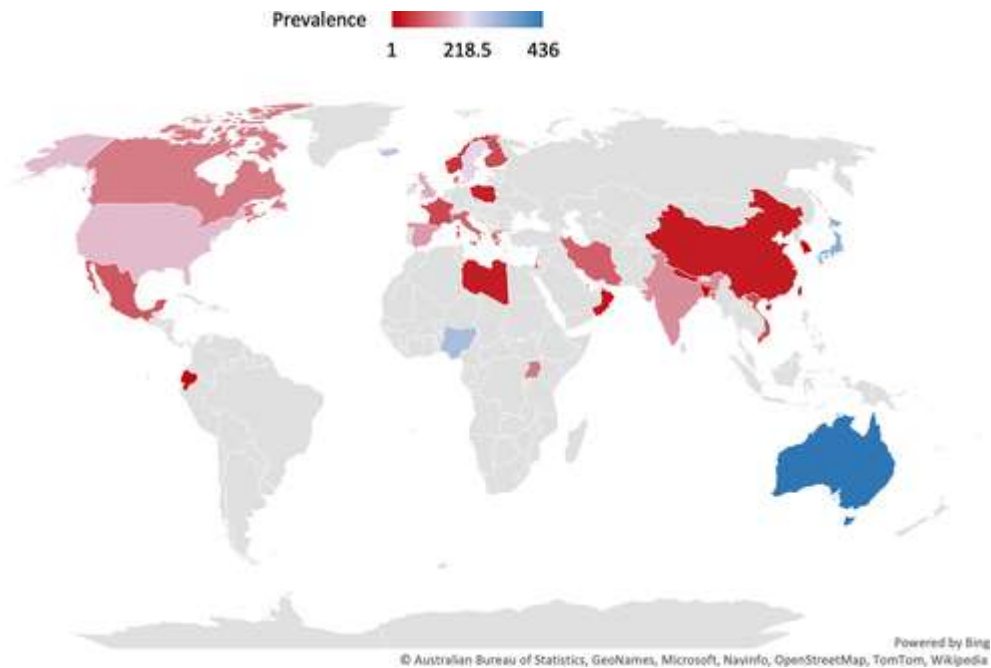 Prevalence
1 218.5 436
Powered by Bing
© Australian Bureau of Statistics, GeoNames, Microsoft, Navinfo, OpenStreetMap, TomTom, Wikipedia